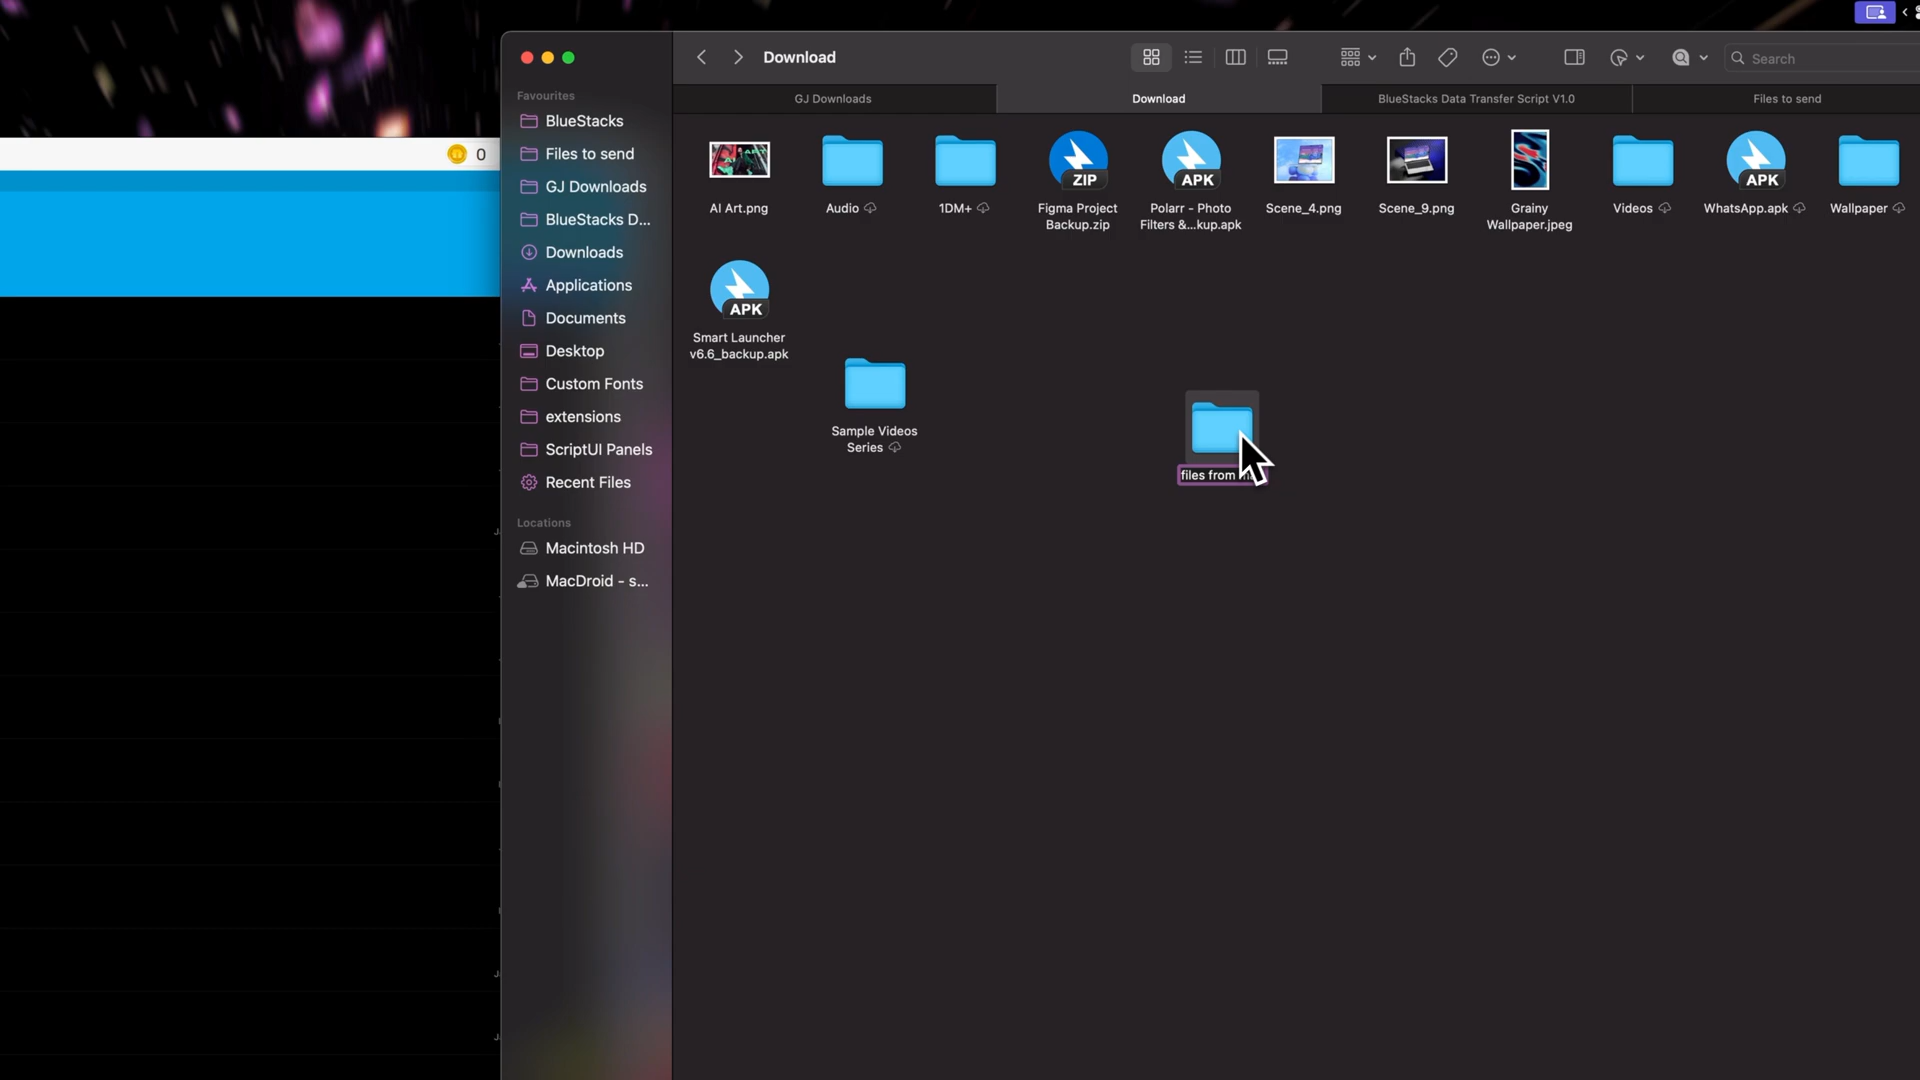 Download
Search
GJ Downloads
Download
BlueStacks Data Transfer Script V1.0
Files to send
Favourites
BlueStacks
Files to send
GJ Downloads
BlueStacks D...
Downloads
Applications
Documents
Desktop
Custom Fonts
extensions
ScriptUI Panels
Recent Files
Locations
Macintosh HD
MacDroid - s...
0
AI Art.png
Audio
1DM+
ZIP
Figma Project
Backup.zip
APK
Polarr - Photo
Filters &...kup.apk
Scene_4.png
Scene_9.png
Grainy
Wallpaper.jpeg
Videos
APK
WhatsApp.apk
Wallpaper
APK
Smart Launcher
v6.6_backup.apk
Sample Videos
Series
files from